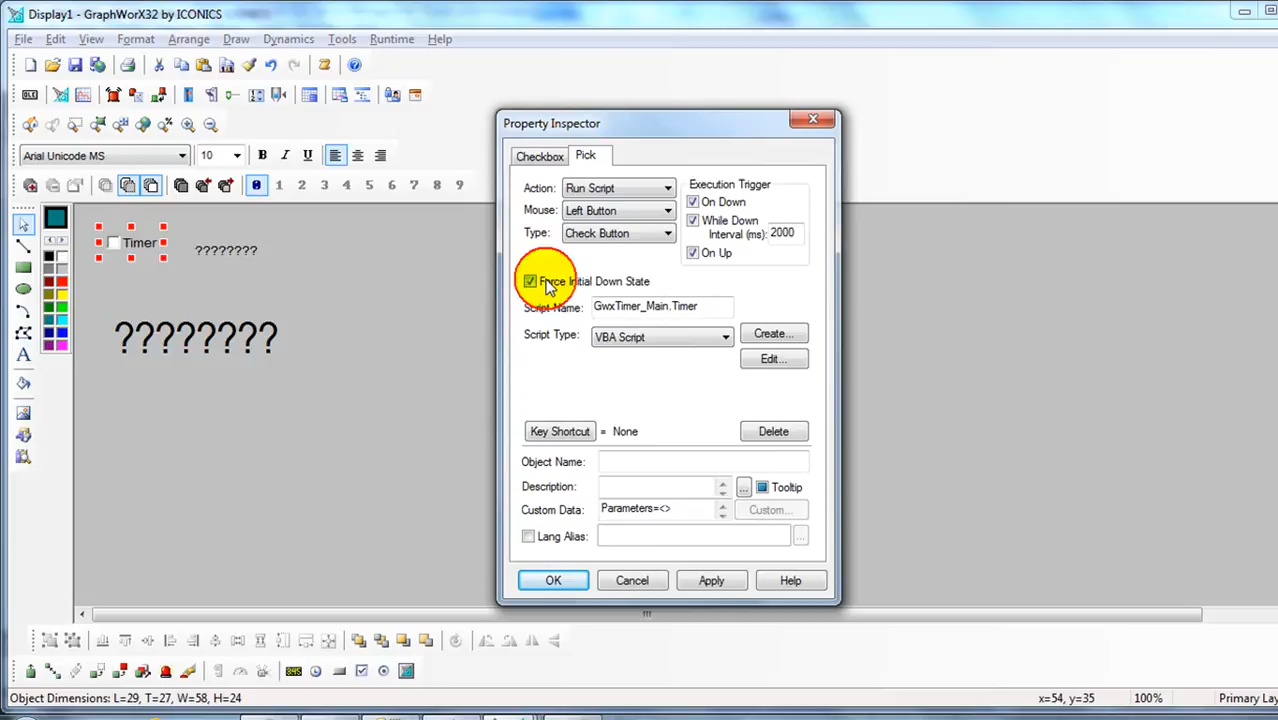 Display1 - GraphWorX32 by ICONICS
File Edit View Format Arrange Draw Dynamics Tools Runtime Help
OLE
Arial Unicode MS 10 B I U
0 1 2 3 4 5 6 7 8 9
Timer ????????
????????
A
Property Inspector
Checkbox Pick
Action: Run Script
Mouse: Left Button
Type: Check Button
Execution Trigger
On Down
While Down
Interval (ms): 2000
On Up
Force Initial Down State
Script Name: GwxTimer_Main.Timer
Script Type: VBA Script
Create...
Edit...
Key Shortcut = None Delete
Object Name:
Description: ... Tooltip
Custom Data: Parameters=<> Custom...
Lang Alias: ...
OK Cancel Apply Help
345
Object Dimensions: L=29, T=27, W=58, H=24 x=54, y=35 100% Primary Lay